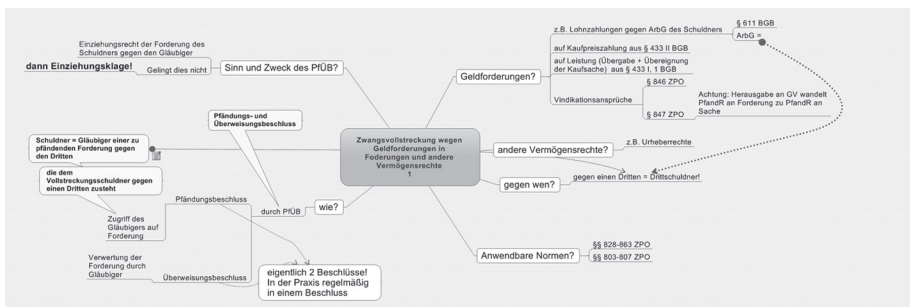 Einziehungsrecht der Forderung des
Schuldners gegen den Gläubiger
dann Einziehungsklage!
Gelingt dies nicht
Sinn und Zweck des PfÜB?
Pfändungs- und
Überweisungsbeschluss
Schuldner = Gläubiger einer zu
pfändenden Forderung gegen
den Dritten
die dem
Vollstreckungsschuldner gegen
einen Dritten zusteht
Zugriff des
Gläubigers auf
Forderung
Pfändungsbeschluss
durch PfÜB
wie?
Verwertung der
Forderung durch
Gläubiger
Überweisungsbeschluss
eigentlich 2 Beschlüsse!
In der Praxis regelmäßig
in einem Beschluss
Zwangsvollstreckung wegen
Geldforderungen in
Foderungen und andere
Vermögensrechte
1
Geldforderungen?
z.B. Lohnzahlungen gegen ArbG des Schuldners
§ 611 BGB
ArbG =
auf Kaufpreiszahlung aus § 433 II BGB
auf Leistung (Übergabe + Übereignung
der Kaufsache) aus § 433 I, 1 BGB
Vindikationsansprüche
§ 846 ZPO
§ 847 ZPO
Achtung: Herausgabe an GV wandelt
PfandR an Forderung zu PfandR an
Sache
andere Vermögensrechte?
z.B. Urheberrechte
gegen wen?
gegen einen Dritten = Drittschuldner!
Anwendbare Normen?
§§ 828-863 ZPO
§§ 803-807 ZPO